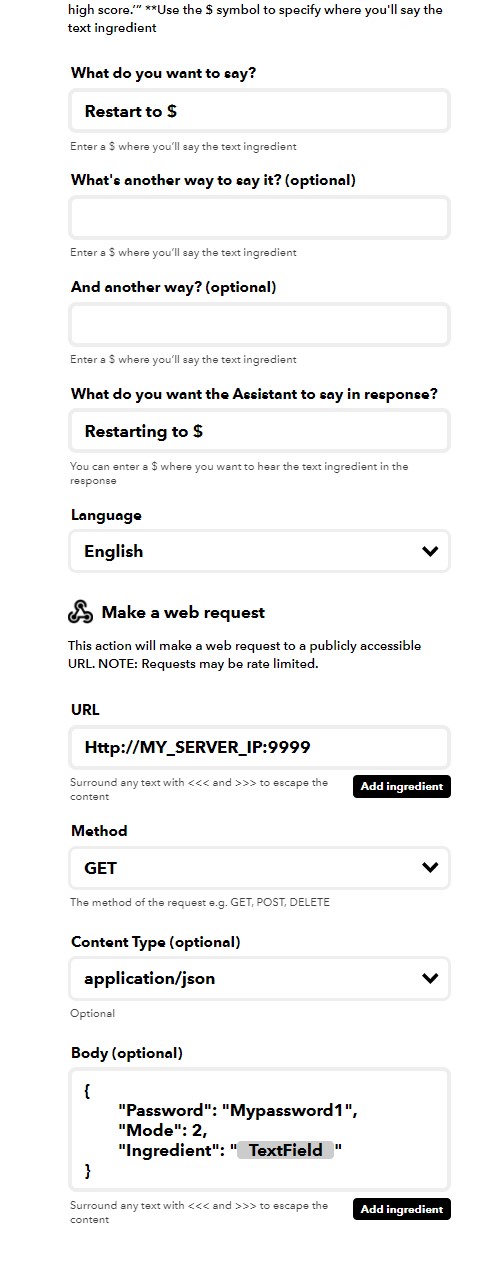 high score.’” **Use the $ symbol to specify where you'll say the
text ingredient
What do you want to say?
Restart to $
Enter a $ where you’ll say the text ingredient
What's another way to say it? (optional)
Enter a $ where you’ll say the text ingredient
And another way? (optional)
Enter a $ where you’ll say the text ingredient
What do you want the Assistant to say in response?
Restarting to $
You can enter a $ where you want to hear the text ingredient in the
response
Language
English
Make a web request
This action will make a web request to a publicly accessible
URL. NOTE: Requests may be rate limited.
URL
Http://MY_SERVER_IP:9999
Surround any text with <<< and >>> to escape the
content
Add ingredient
Method
GET
The method of the request e.g. GET, POST, DELETE
Content Type (optional)
application/json
Optional
Body (optional)
{
"Password": "Mypassword1",
"Mode": 2,
"Ingredient": " TextField "
}
Surround any text with <<< and >>> to escape the
content
Add ingredient